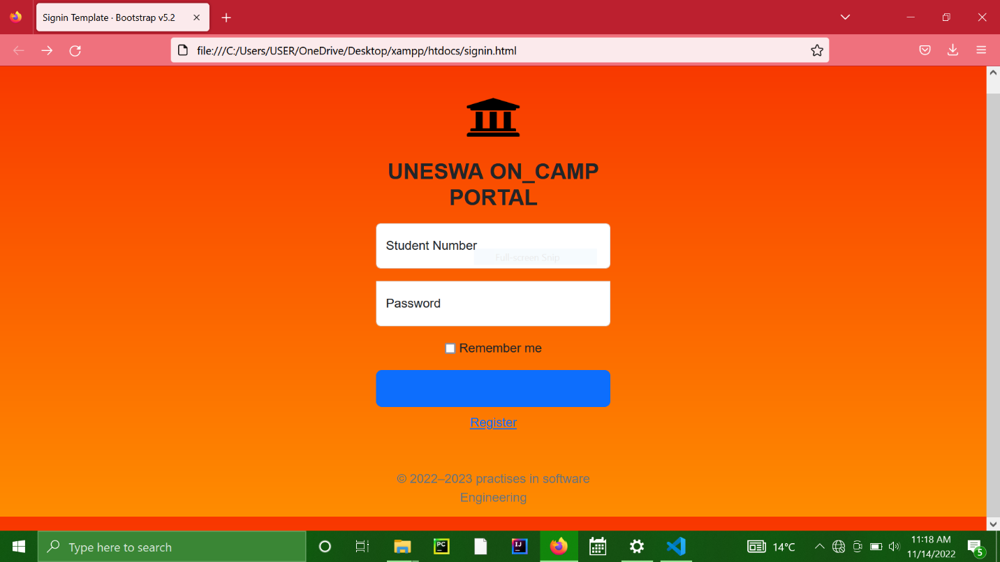 Signin Template · Bootstrap v5.2
file:///C:/Users/USER/OneDrive/Desktop/xampp/htdocs/signin.html
UNESWA ON_CAMP
PORTAL
Student Number
Full-screen Snip
Password
Remember me
Register
© 2022–2023 practises in software
Engineering
Type here to search
PC
IJ
14°C
11:18 AM
11/14/2022
5